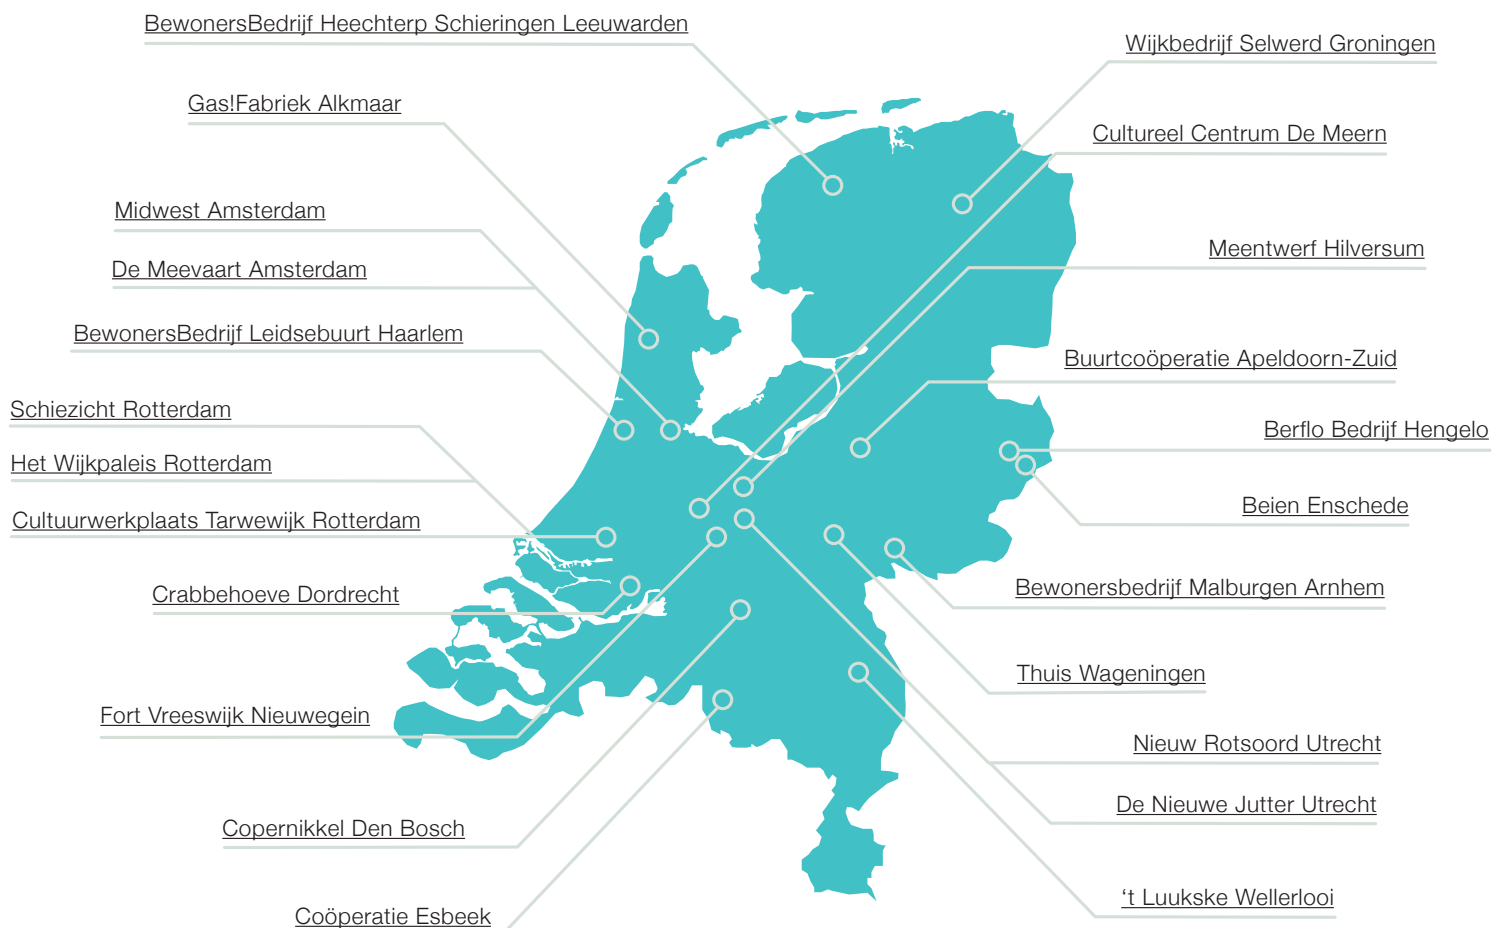 BewonersBedrijf Heechterp Schieringen Leeuwarden
Gas!Fabriek Alkmaar
Midwest Amsterdam
De Meevaart Amsterdam
BewonersBedrijf Leidsebuurt Haarlem
Schiezicht Rotterdam
Het Wijkpaleis Rotterdam
Cultuurwerkplaats Tarwewijk Rotterdam
Crabbehoeve Dordrecht
Fort Vreeswijk Nieuwegein
Copernikkel Den Bosch
Coöperatie Esbeek
Wijkbedrijf Selwerd Groningen
Cultureel Centrum De Meern
Meentwerf Hilversum
Buurtcoöperatie Apeldoorn-Zuid
Berflo Bedrijf Hengelo
Beien Enschede
Bewonersbedrijf Malburgen Arnhem
Thuis Wageningen
Nieuw Rotsoord Utrecht
De Nieuwe Jutter Utrecht
‘t Luukske Wellerlooi